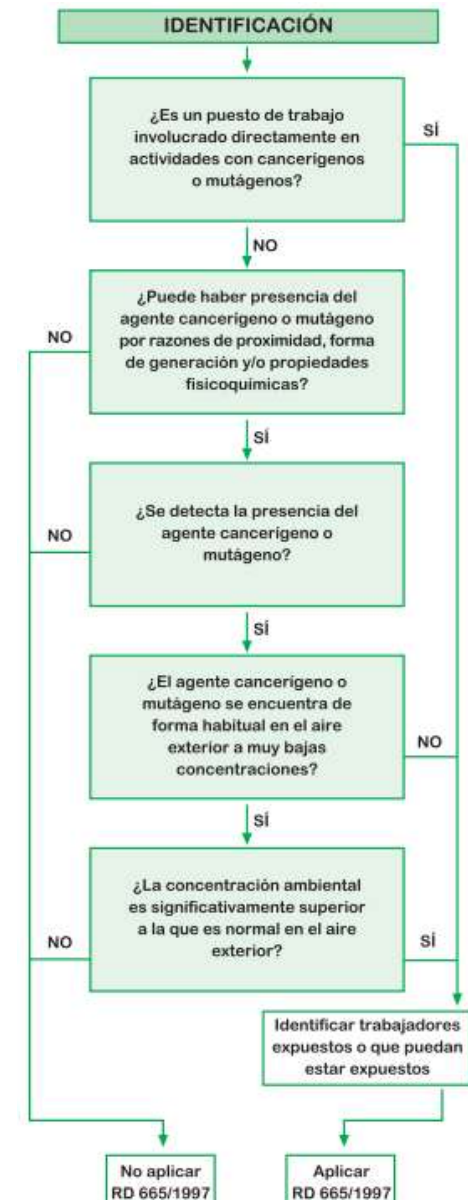 IDENTIFICACIÓN
¿Es un puesto de trabajo
involucrado directamente en
actividades con cancerígenos
o mutágenos?
SÍ
NO
¿Puede haber presencia del
agente cancerígeno o mutágeno
por razones de proximidad, forma
de generación y/o propiedades
fisicoquímicas?
NO
SÍ
¿Se detecta la presencia del
agente cancerígeno o
mutágeno?
NO
SÍ
¿El agente cancerígeno o
mutágeno se encuentra de
forma habitual en el aire
exterior a muy bajas
concentraciones?
NO
SÍ
¿La concentración ambiental
es significativamente superior
a la que es normal en el aire
exterior?
NO
SÍ
Identificar trabajadores
expuestos o que puedan
estar expuestos
No aplicar
RD 665/1997
Aplicar
RD 665/1997